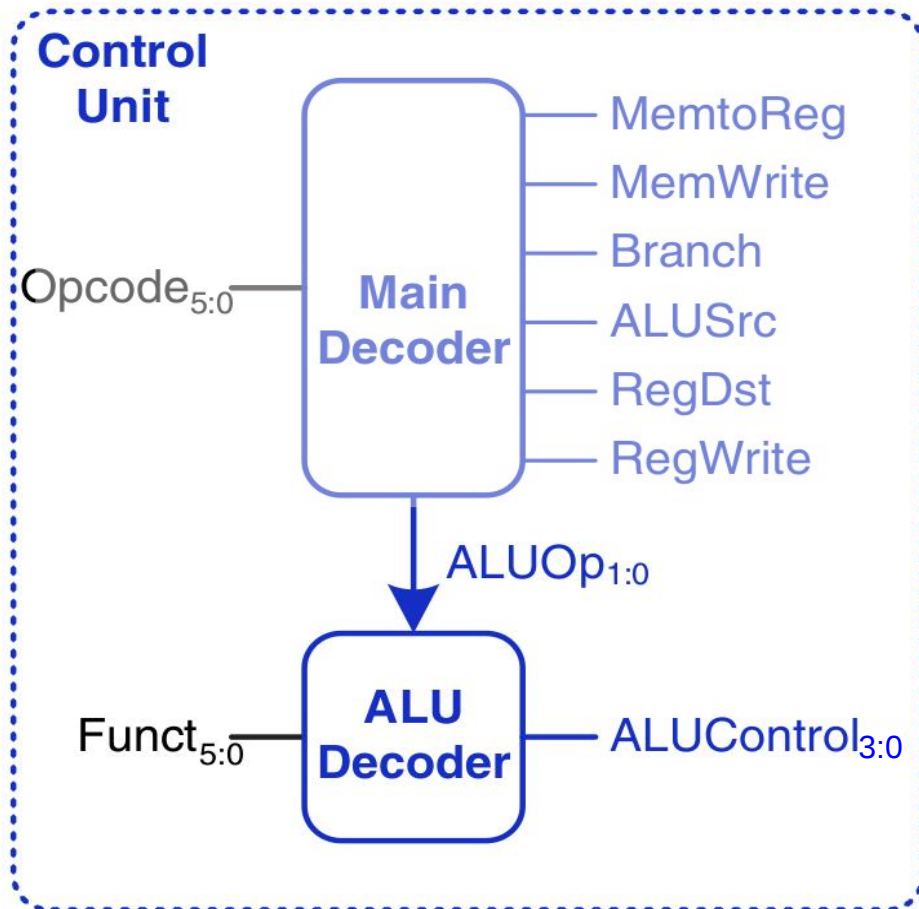 Control
Unit
MemtoReg
MemWrite
Branch
ALUSrc
RegDst
RegWrite
Opcode5:0
Main
Decoder
ALUOp1:0
Funct5:0
ALU
Decoder
ALUControl3:0